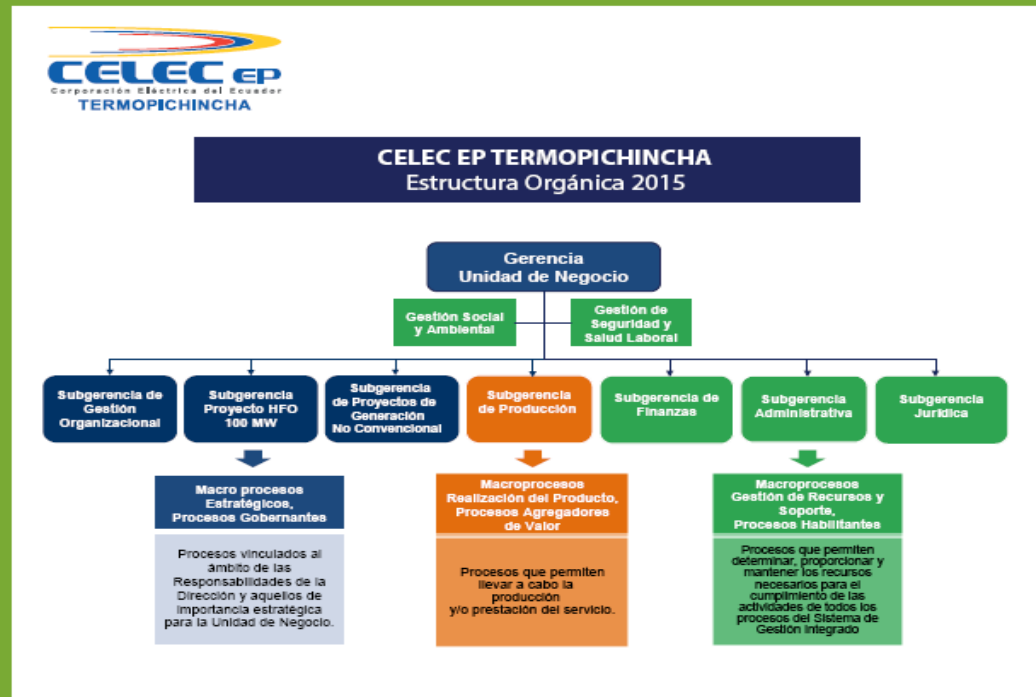 CELEC EP
Corporación Eléctrica del Ecuador
TERMOPICHINCHA
CELEC EP TERMOPICHINCHA
Estructura Orgánica 2015
Gerencia
Unidad de Negocio
Gestión Social
y Ambiental
Gestión de
Seguridad y
Salud Laboral
Subgerencia de
Gestión
Organizacional
Subgerencia
Proyecto HFO
100 MW
Subgerencia
de Proyectos de
Generación
No Convencional
Subgerencia
de Producción
Subgerencia de
Finanzas
Subgerencia
Administrativa
Subgerencia
Jurídica
Macro procesos
Estratégicos,
Procesos Gobernantes
Procesos vinculados al
ámbito de las
Responsabilidades de la
Dirección y aquellos de
importancia estratégica
para la Unidad de Negocio.
Macroprocesos
Realización del Producto,
Procesos Agregadores
de Valor
Procesos que permiten
llevar a cabo la
producción
y/o prestación del servicio.
Macroprocesos
Gestión de Recursos y
Soporte,
Procesos Habilitantes
Procesos que permiten
determinar, proporcionar y
mantener los recursos
necesarios para el
cumplimiento de las
actividades de todos los
procesos del Sistema de
Gestión Integrado